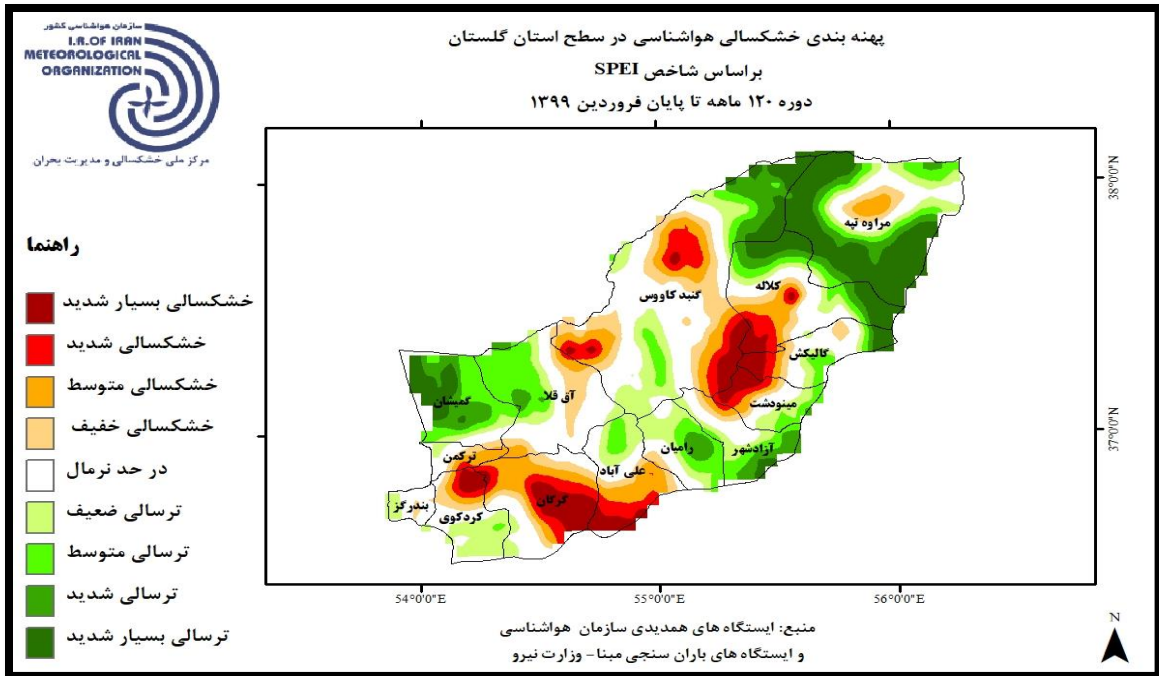 سازمان هواشناسی کشور
I.R.OF IRAN
METEOROLOGICAL
ORGANIZATION
مرکز ملی خشکسالی و مدیریت بحران
پهنه بندی خشکسالی هواشناسی در سطح استان گلستان
براساس شاخص SPEI
دوره ۱۲۰ ماهه تا پایان فروردین ۱۳۹۹
راهنما
خشکسالی بسیار شدید
خشکسالی شدید
خشکسالی متوسط
خشکسالی خفیف
در حد نرمال
ترسالی ضعیف
ترسالی متوسط
ترسالی شدید
ترسالی بسیار شدید
مراوه تپه
کلاله
گنبد کاووس
گالیکش
مینودشت
آق قلا
گمیشان
آزادشهر
رامیان
ترکمن
علی آباد
گرگان
بندرگز
کردکوی
38°0'0"N
37°0'0"N
54°0'0"E
55°0'0"E
56°0'0"E
منبع: ایستگاه های همدیدی سازمان هواشناسی
و ایستگاه های باران سنجی مبنا- وزارت نیرو
N